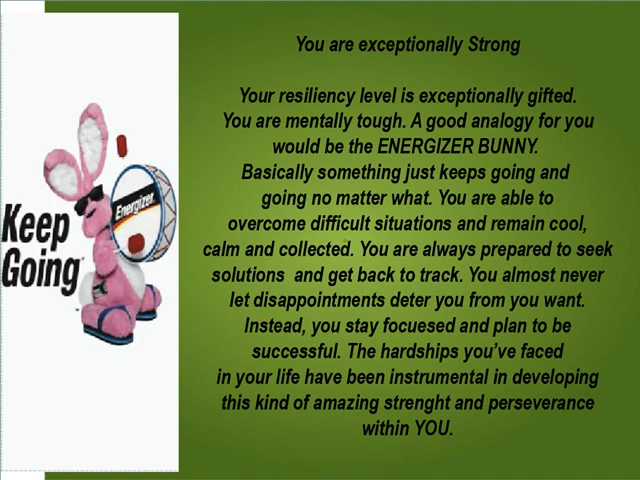 You are exceptionally Strong
Your resiliency level is exceptionally gifted.
You are mentally tough. A good analogy for you
would be the ENERGIZER BUNNY.
Basically something just keeps going and
going no matter what. You are able to
overcome difficult situations and remain cool,
calm and collected. You are always prepared to seek
solutions  and get back to track. You almost never
let disappointments deter you from you want.
Instead, you stay focuesed and plan to be
successful. The hardships you’ve faced
in your life have been instrumental in developing
this kind of amazing strenght and perseverance
within YOU.
Energizer
Keep
Going